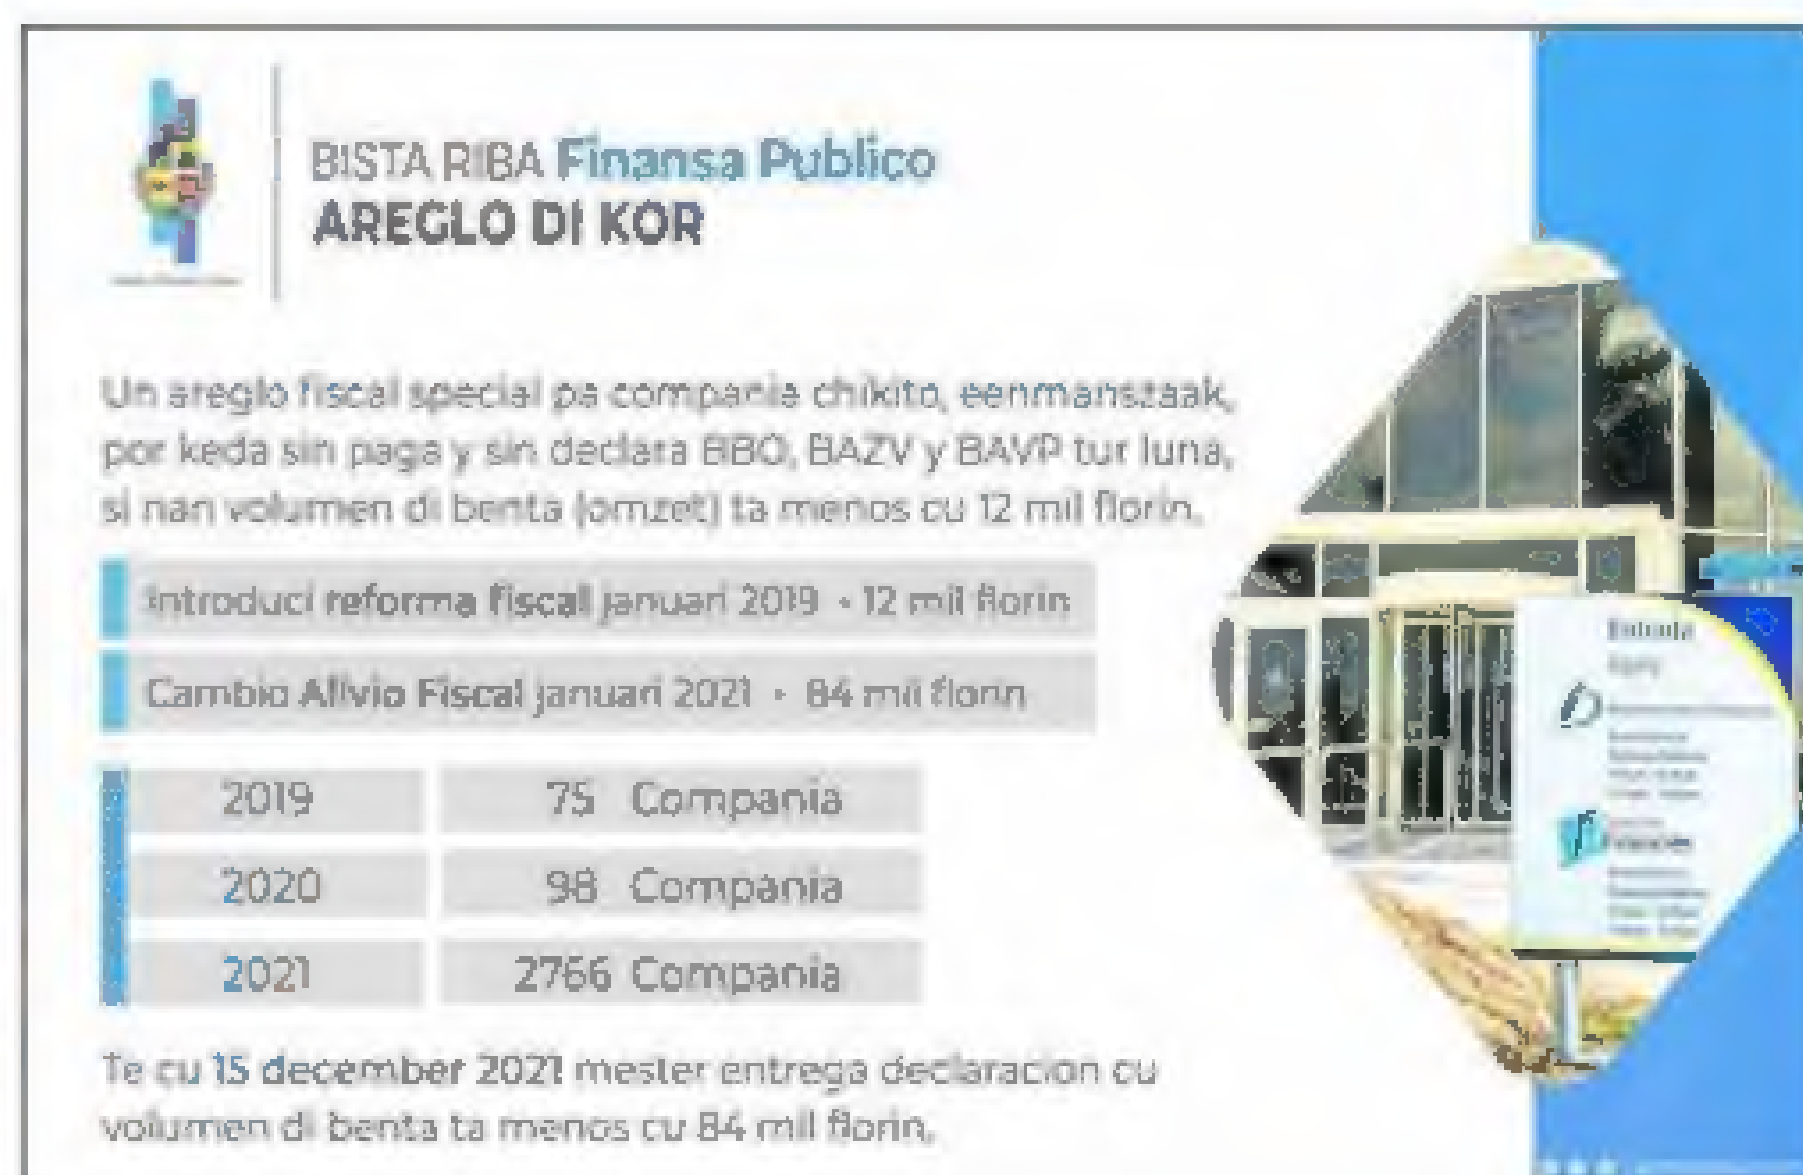 BISTA RIBA Finansa Publico
AREGLO DI KOR
Un areglo fiscal special pa compania chikito, eenmanszaak,
por keda sin paga y sin declara BBO, BAZV y BAVP tur luna,
si nan volumen di benta (omzet) ta menos cu 12 mil florin.
Introduci reforma fiscal januari 2019 • 12 mil florin
Cambio Alivio Fiscal januari 2021 • 84 mil florin
2019 75 Compania
2020 98 Compania
2021 2766 Compania
Te cu 15 december 2021 mester entrega declaracion cu
volumen di benta ta menos cu 84 mil florin.
Entrada